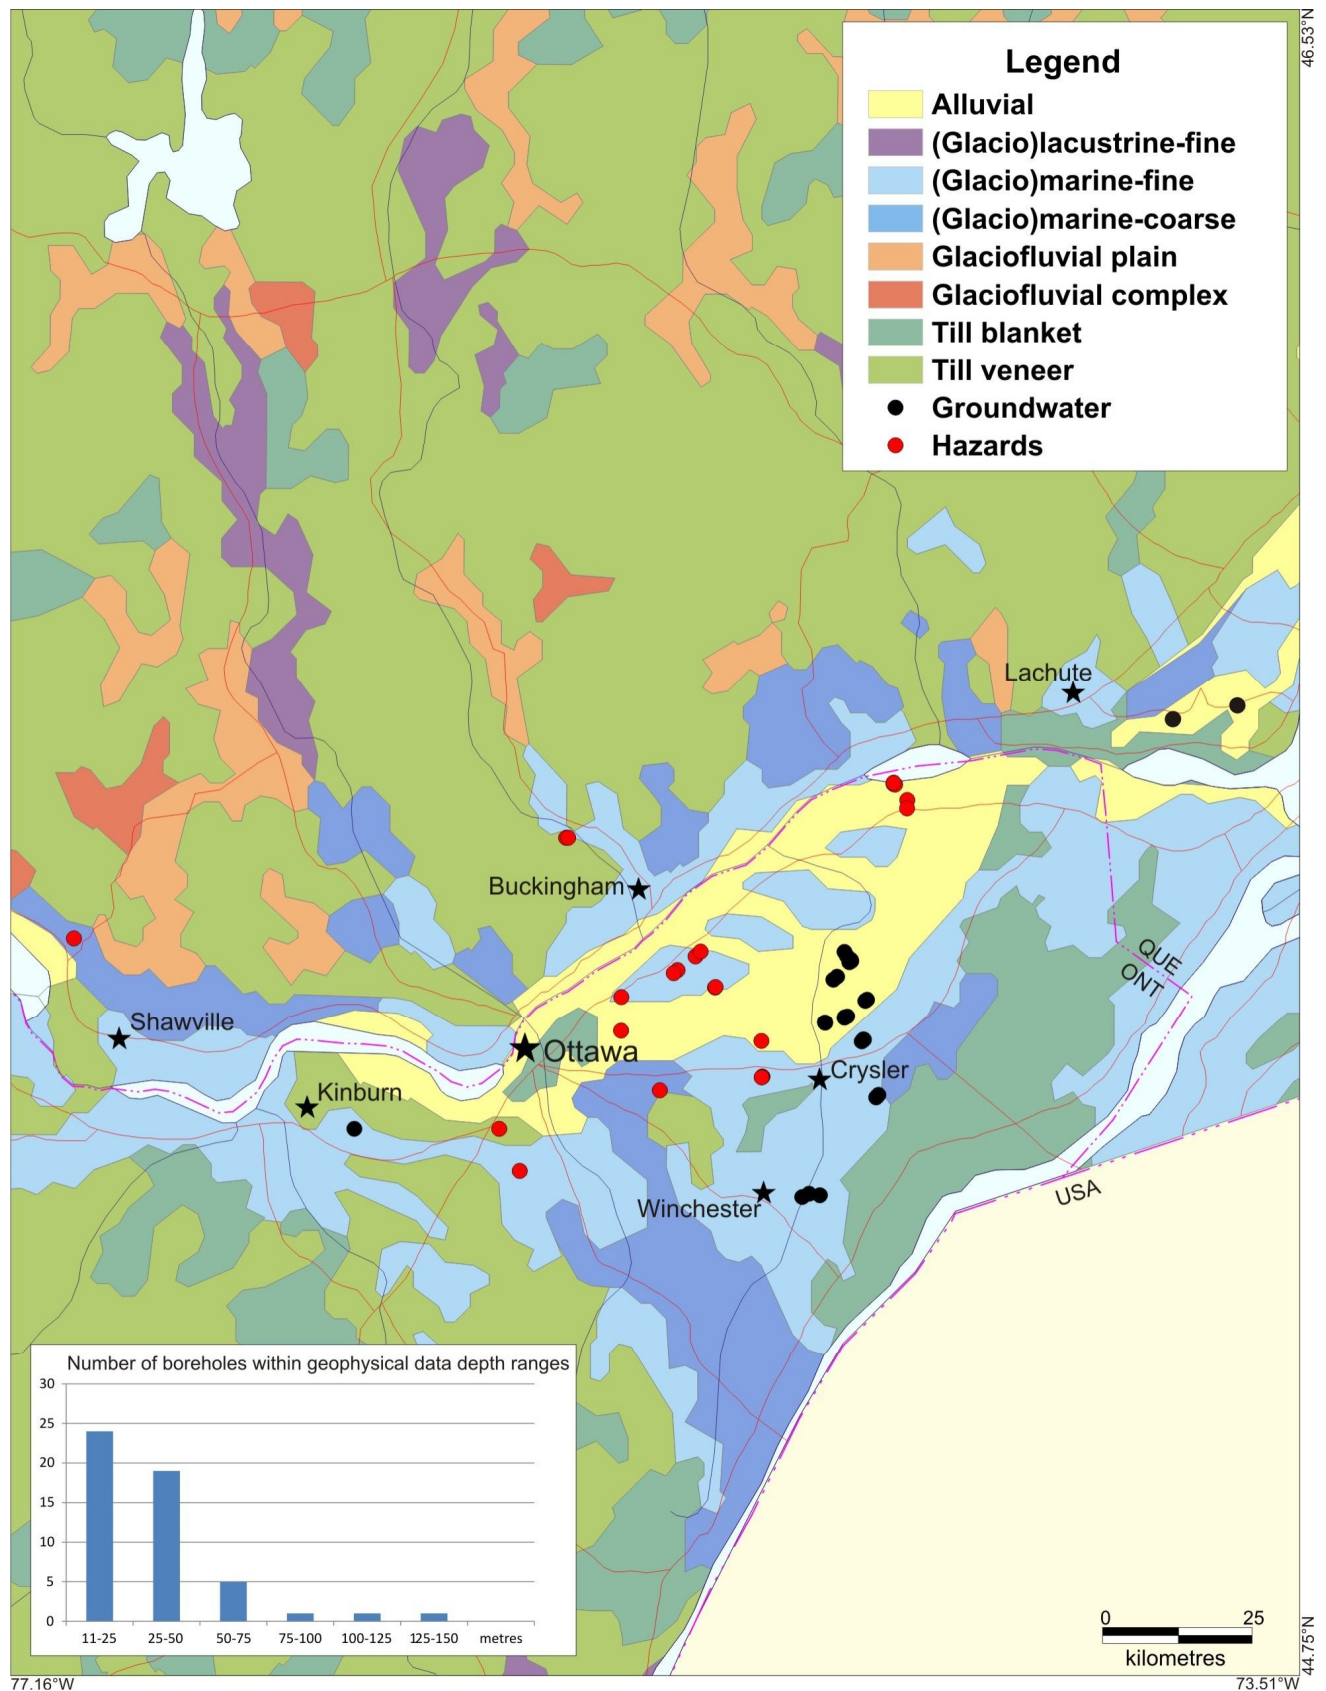 46.53°N
Legend
Alluvial
(Glacio)lacustrine-fine
(Glacio)marine-fine
(Glacio)marine-coarse
Glaciofluvial plain
Glaciofluvial complex
Till blanket
Till veneer
Groundwater
Hazards
Lachute
Buckingham
QUE
ONT
Shawville
Ottawa
Crysler
Kinburn
Winchester
USA
Number of boreholes within geophysical data depth ranges
30
25
20
15
10
5
0
11-25 25-50 50-75 75-100 100-125 125-150 metres
0 25
kilometres
44.75°N
77.16°W
73.51°W